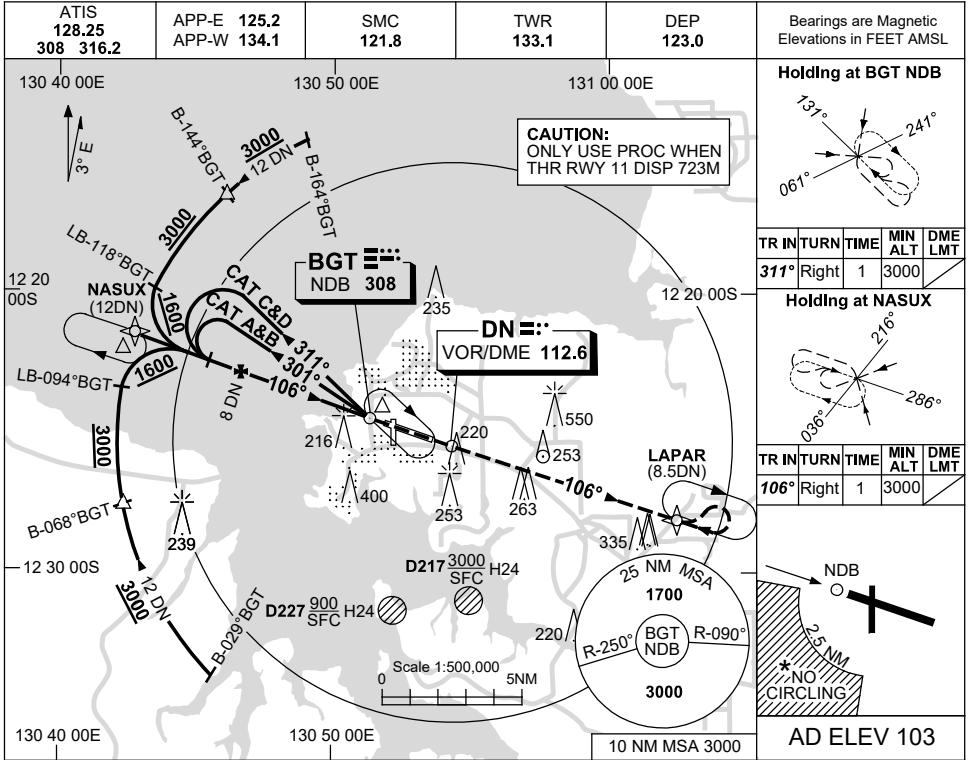 ATIS
128.25
308 316.2
APP-E 125.2
APP-W 134.1
SMC
121.8
TWR
133.1
DEP
123.0
Bearings are Magnetic
Elevations in FEET AMSL
130 40 00E
130 50 00E
131 00 00E
3° E
B-144°BGT
3000
12 DN
B-164°BGT
CAUTION:
ONLY USE PROC WHEN
THR RWY 11 DISP 723M
3000
LB-118°BGT
12 20
00S
NASUX
(12DN)
1600
CAT C&D
CAT A&B
311°
301°
106°
BGT
NDB 308
235
12 20 00S
DN
VOR/DME 112.6
1600
LB-094°BGT
8 DN
3000
216
220
550
253
400
253
263
106°
LAPAR
(8.5DN)
B-068°BGT
239
335
12 30 00S
12 DN
3000
B-029°BGT
D217 3000 H24
SFC
D227 900 H24
SFC
220
25 NM MSA
1700
R-250°
BGT
NDB
R-090°
3000
Scale 1:500,000
0
5NM
130 40 00E
130 50 00E
10 NM MSA 3000
Holding at BGT NDB
131°
241°
061°
TR IN TURN TIME MIN ALT DME LMT
311° Right 1 3000
Holding at NASUX
216°
286°
036°
TR IN TURN TIME MIN ALT DME LMT
106° Right 1 3000
NDB
2.5 NM
*NO
CIRCLING
AD ELEV 103